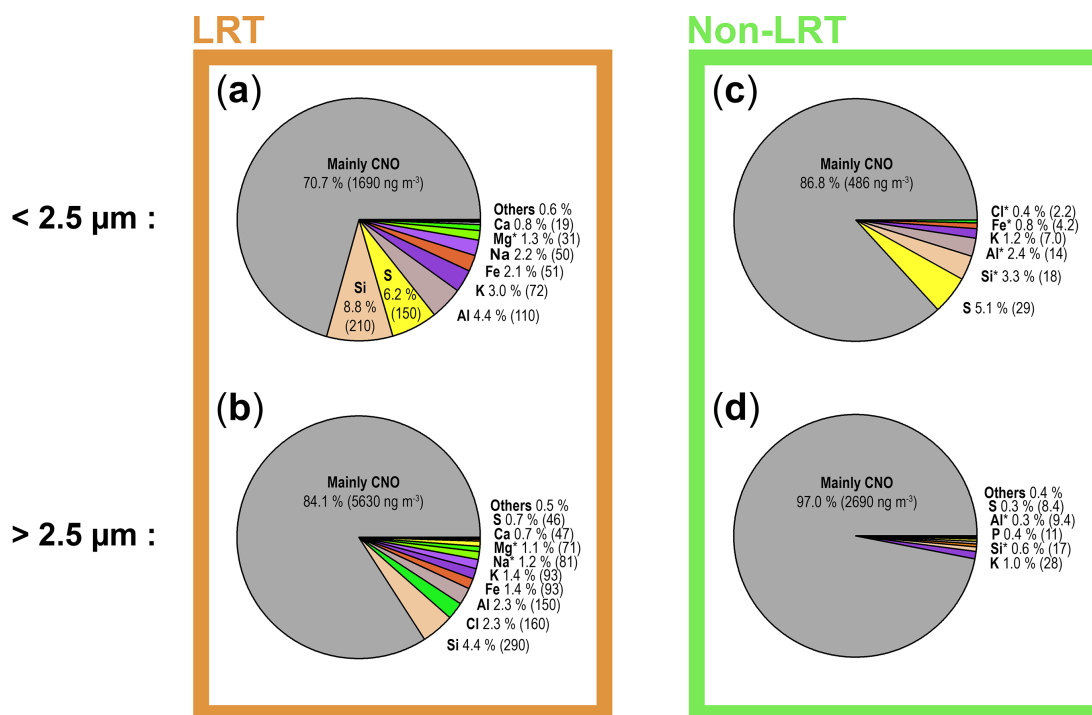 LRT
Non-LRT
(a)
Mainly CNO
70.7 % (1690 ng m-3)
Others 0.6 %
Ca 0.8 % (19)
Mg* 1.3 % (31)
Na 2.2 % (50)
Fe 2.1 % (51)
K 3.0 % (72)
Al 4.4 % (110)
S
6.2 %
(150)
Si
8.8 %
(210)
(c)
Mainly CNO
86.8 % (486 ng m-3)
Cl* 0.4 % (2.2)
Fe* 0.8 % (4.2)
K 1.2 % (7.0)
Al* 2.4 % (14)
Si* 3.3 % (18)
S 5.1 % (29)
< 2.5 µm :
(b)
Mainly CNO
84.1 % (5630 ng m-3)
Others 0.5 %
S 0.7 % (46)
Ca 0.7 % (47)
Mg* 1.1 % (71)
Na* 1.2 % (81)
K 1.4 % (93)
Fe 1.4 % (93)
Al 2.3 % (150)
Cl 2.3 % (160)
Si 4.4 % (290)
(d)
Mainly CNO
97.0 % (2690 ng m-3)
Others 0.4 %
S 0.3 % (8.4)
Al* 0.3 % (9.4)
P 0.4 % (11)
Si* 0.6 % (17)
K 1.0 % (28)
> 2.5 µm :